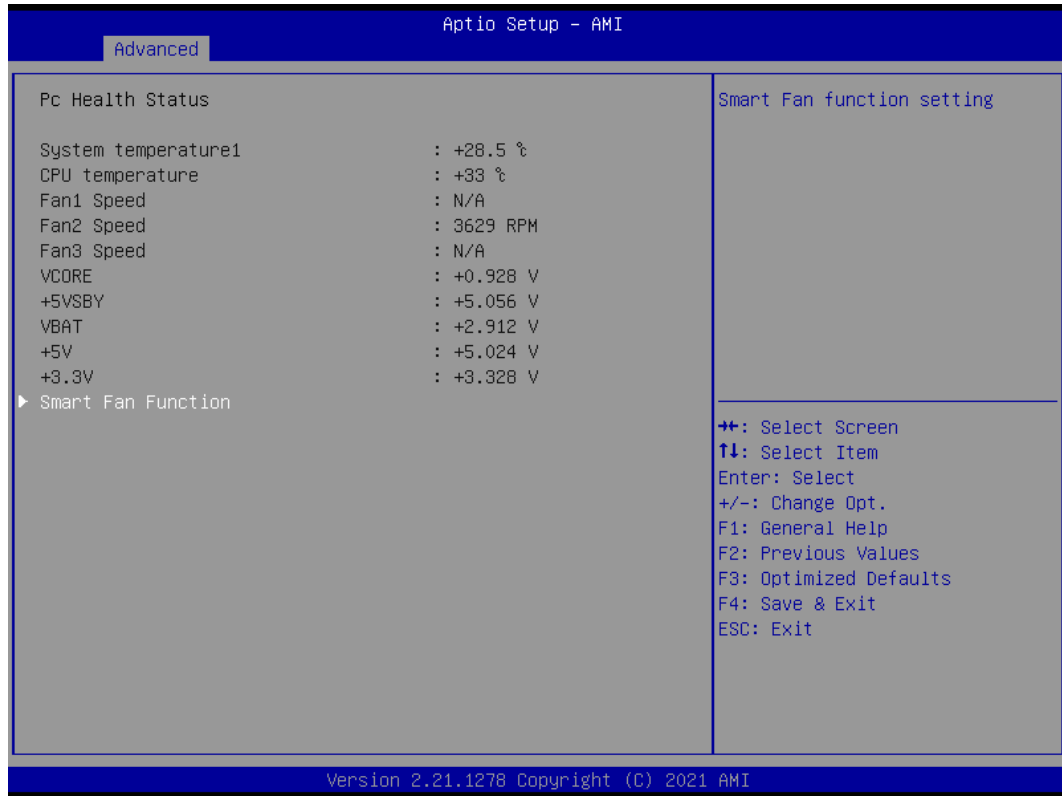 Aptio Setup – AMI
Advanced
Pc Health Status
System temperature1 : +28.5 ℃
CPU temperature : +33 ℃
Fan1 Speed : N/A
Fan2 Speed : 3629 RPM
Fan3 Speed : N/A
VCORE : +0.928 V
+5VSBY : +5.056 V
VBAT : +2.912 V
+5V : +5.024 V
+3.3V : +3.328 V
▶ Smart Fan Function
Smart Fan function setting
→←: Select Screen
↑↓: Select Item
Enter: Select
+/-: Change Opt.
F1: General Help
F2: Previous Values
F3: Optimized Defaults
F4: Save & Exit
ESC: Exit
Version 2.21.1278 Copyright (C) 2021 AMI